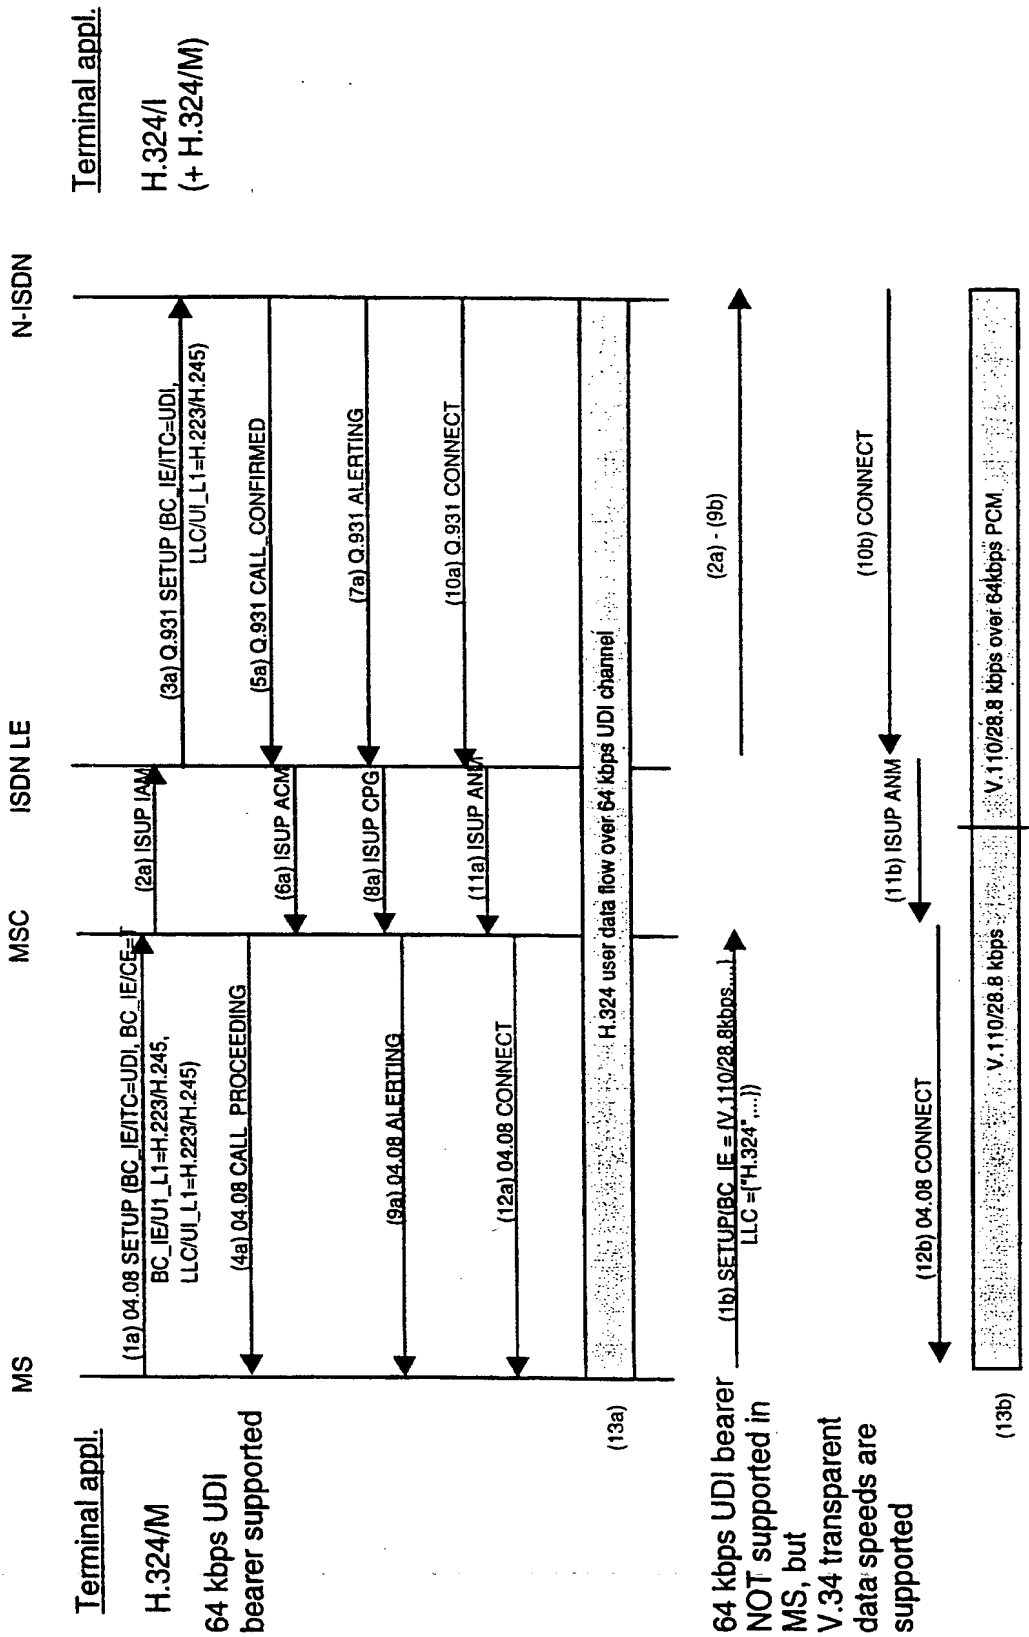 MS
MSC
ISDN LE
N-ISDN
Terminal appl.
Terminal appl.
H.324/M
H.324/I
(+ H.324/M)
64 kbps UDI
bearer supported
(1a) 04.08 SETUP (BC_IE/ITC=UDI, BC_IE/CE=T
BC_IE/U1_L1=H.223/H.245,
LLC/UI_L1=H.223/H.245)
(2a) ISUP IAM
(3a) Q.931 SETUP (BC_IE/ITC=UDI,
LLC/UI_L1=H.223/H.245)
(4a) 04.08 CALL_PROCEEDING
(5a) Q.931 CALL_CONFIRMED
(6a) ISUP ACM
(7a) Q.931 ALERTING
(8a) ISUP CPG
(9a) 04.08 ALERTING
(10a) Q.931 CONNECT
(11a) ISUP ANM
(12a) 04.08 CONNECT
(13a)
H.324 user data flow over 64 kbps UDI channel
64 kbps UDI bearer
NOT supported in
MS, but
V.34 transparent
data speeds are
supported
(1b) SETUP(BC_IE = {V.110/28.8kbps....}
LLC ={"H.324",...})
(2a) - (9b)
(10b) CONNECT
(11b) ISUP ANM
(12b) 04.08 CONNECT
(13b)
V.110/28.8 kbps
V.110/28.8 kbps over 64kbps PCM